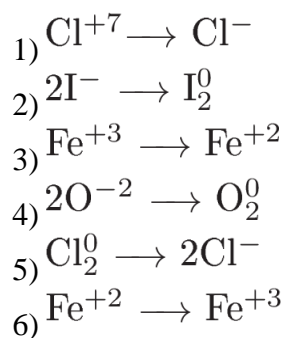 1) Cl⁺⁷ ⟶ Cl⁻
2) 2I⁻ ⟶ I₂⁰
3) Fe⁺³ ⟶ Fe⁺²
4) 2O⁻² ⟶ O₂⁰
5) Cl₂⁰ ⟶ 2Cl⁻
6) Fe⁺² ⟶ Fe⁺³